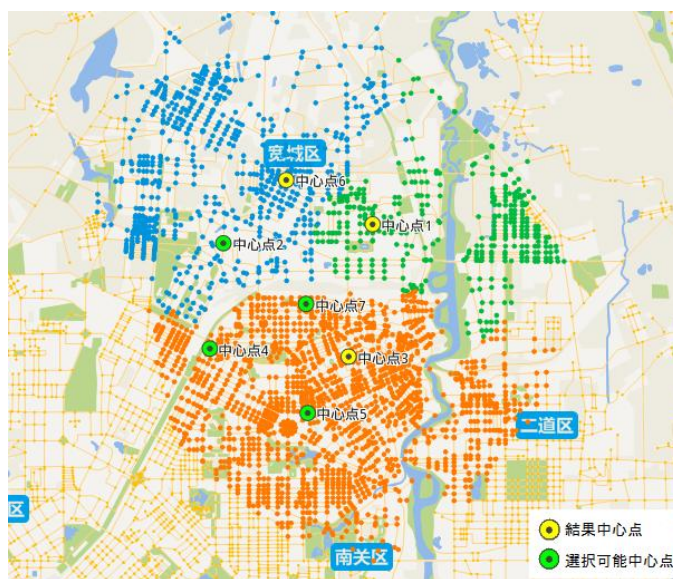 宽城区
中心点6
中心点1
中心点2
中心点7
中心点4
中心点3
中心点5
二道区
区
结果中心点
選択可能中心点
南关区